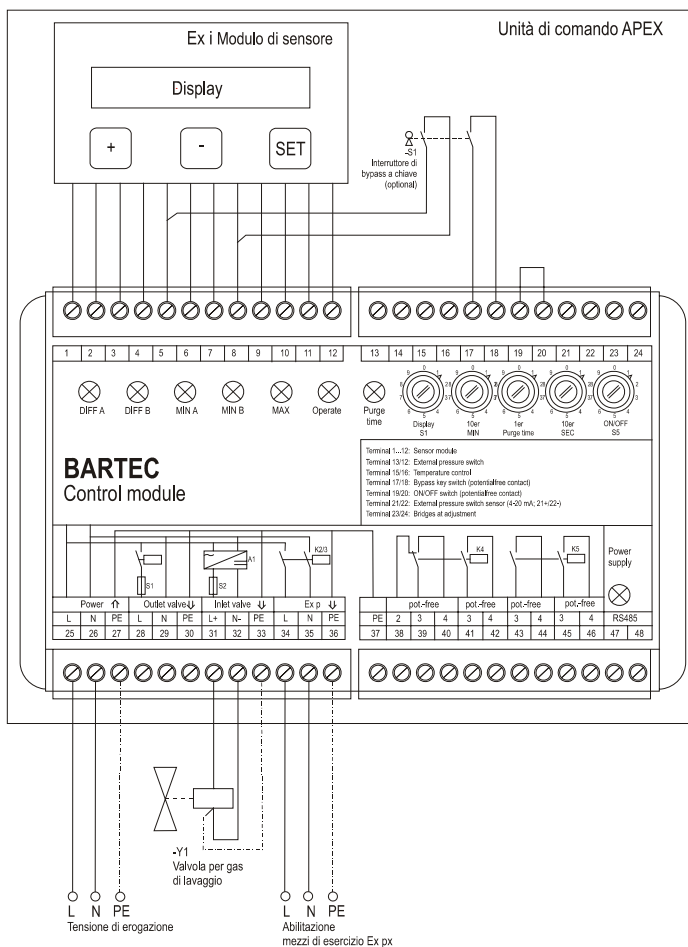 Unità di comando APEX
Ex i Modulo di sensore
Display
+ - SET
-S1
Interruttore di
bypass a chiave
(optional)
1 2 3 4 5 6 7 8 9 10 11 12 13 14 15 16 17 18 19 20 21 22 23 24
DIFF A DIFF B MIN A MIN B MAX Operate Purge
time
Display
S1
10er
MIN
1er
Purge time
10er
SEC
ON/OFF
S5
BARTEC
Control module
Terminal 1...12: Sensor module
Terminal 13/12: External pressure switch
Terminal 15/16: Temperature control
Terminal 17/18: Bypass key switch (potentialfree contact)
Terminal 19/20: ON/OFF switch (potentialfree contact)
Terminal 21/22: External pressure switch sensor (4-20 mA; 21+/22-)
Terminal 23/24: Bridges at adjustment
S1 S2 A1 K2/3 K4 K5
Power
supply
Power Outlet valve Inlet valve Ex p pot.-free pot.-free pot.-free pot.-free
L N PE L N PE L+ N- PE L N PE PE 2 3 4 3 4 3 4 3 4 RS485
25 26 27 28 29 30 31 32 33 34 35 36 37 38 39 40 41 42 43 44 45 46 47 48
-Y1
Valvola per gas
di lavaggio
L N PE
Tensione di erogazione
L N PE
Abilitazione
mezzi di esercizio Ex px